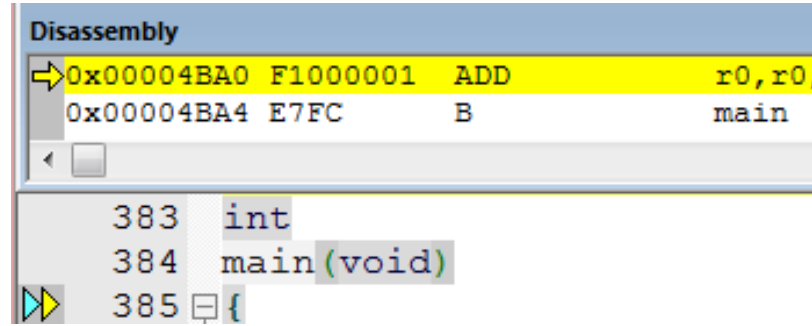 Disassembly
0x00004BA0 F1000001 ADD r0,r0,
0x00004BA4 E7FC B main
383 int
384 main(void)
385 {